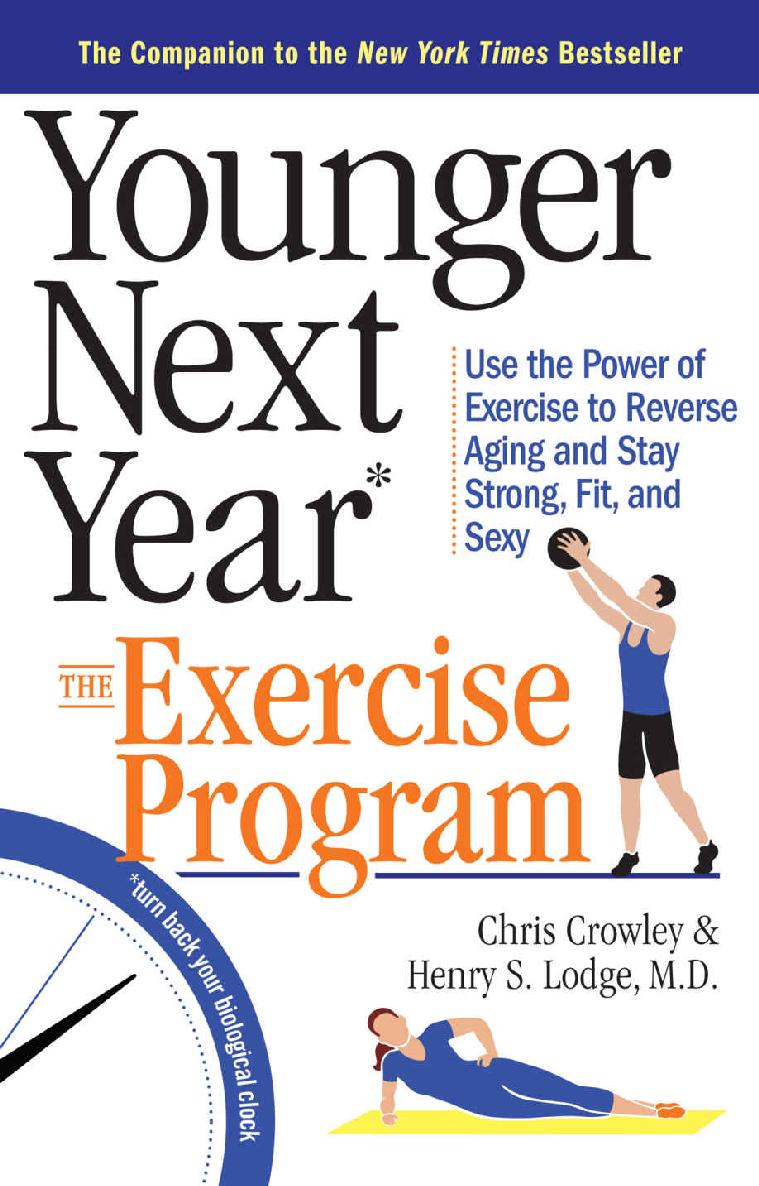 The Companion to the New York Times Bestseller
Younger
Next
Year*
Use the Power of
Exercise to Reverse
Aging and Stay
Strong, Fit, and
Sexy
THE Exercise
Program
*turn back your biological clock
Chris Crowley &
Henry S. Lodge, M.D.